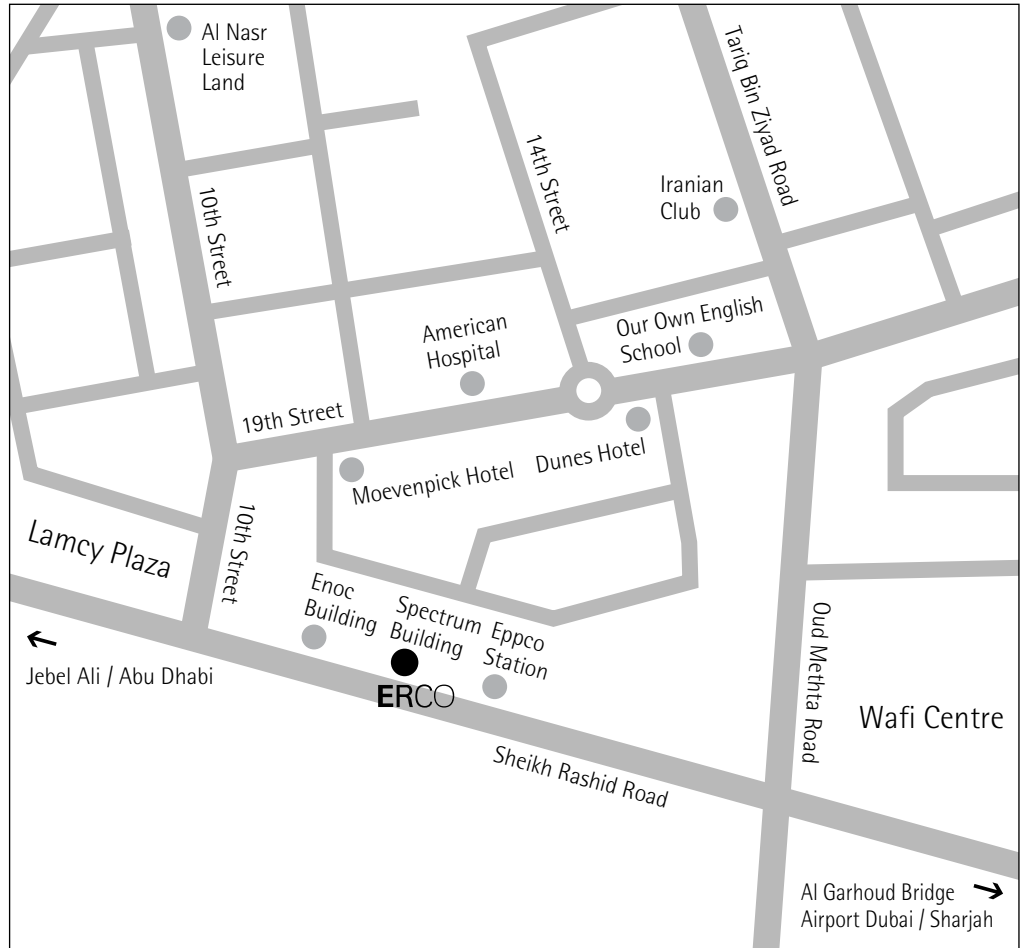 Al Nasr
Leisure
Land
Tariq Bin Ziyad Road
14th Street
Iranian
Club
10th Street
American
Hospital
Our Own English
School
19th Street
Moevenpick Hotel
Dunes Hotel
10th Street
Lamcy Plaza
Enoc
Building
Spectrum
Building
Eppco
Station
Oud Methta Road
Jebel Ali / Abu Dhabi
ERCO
Wafi Centre
Sheikh Rashid Road
Al Garhoud Bridge
Airport Dubai / Sharjah